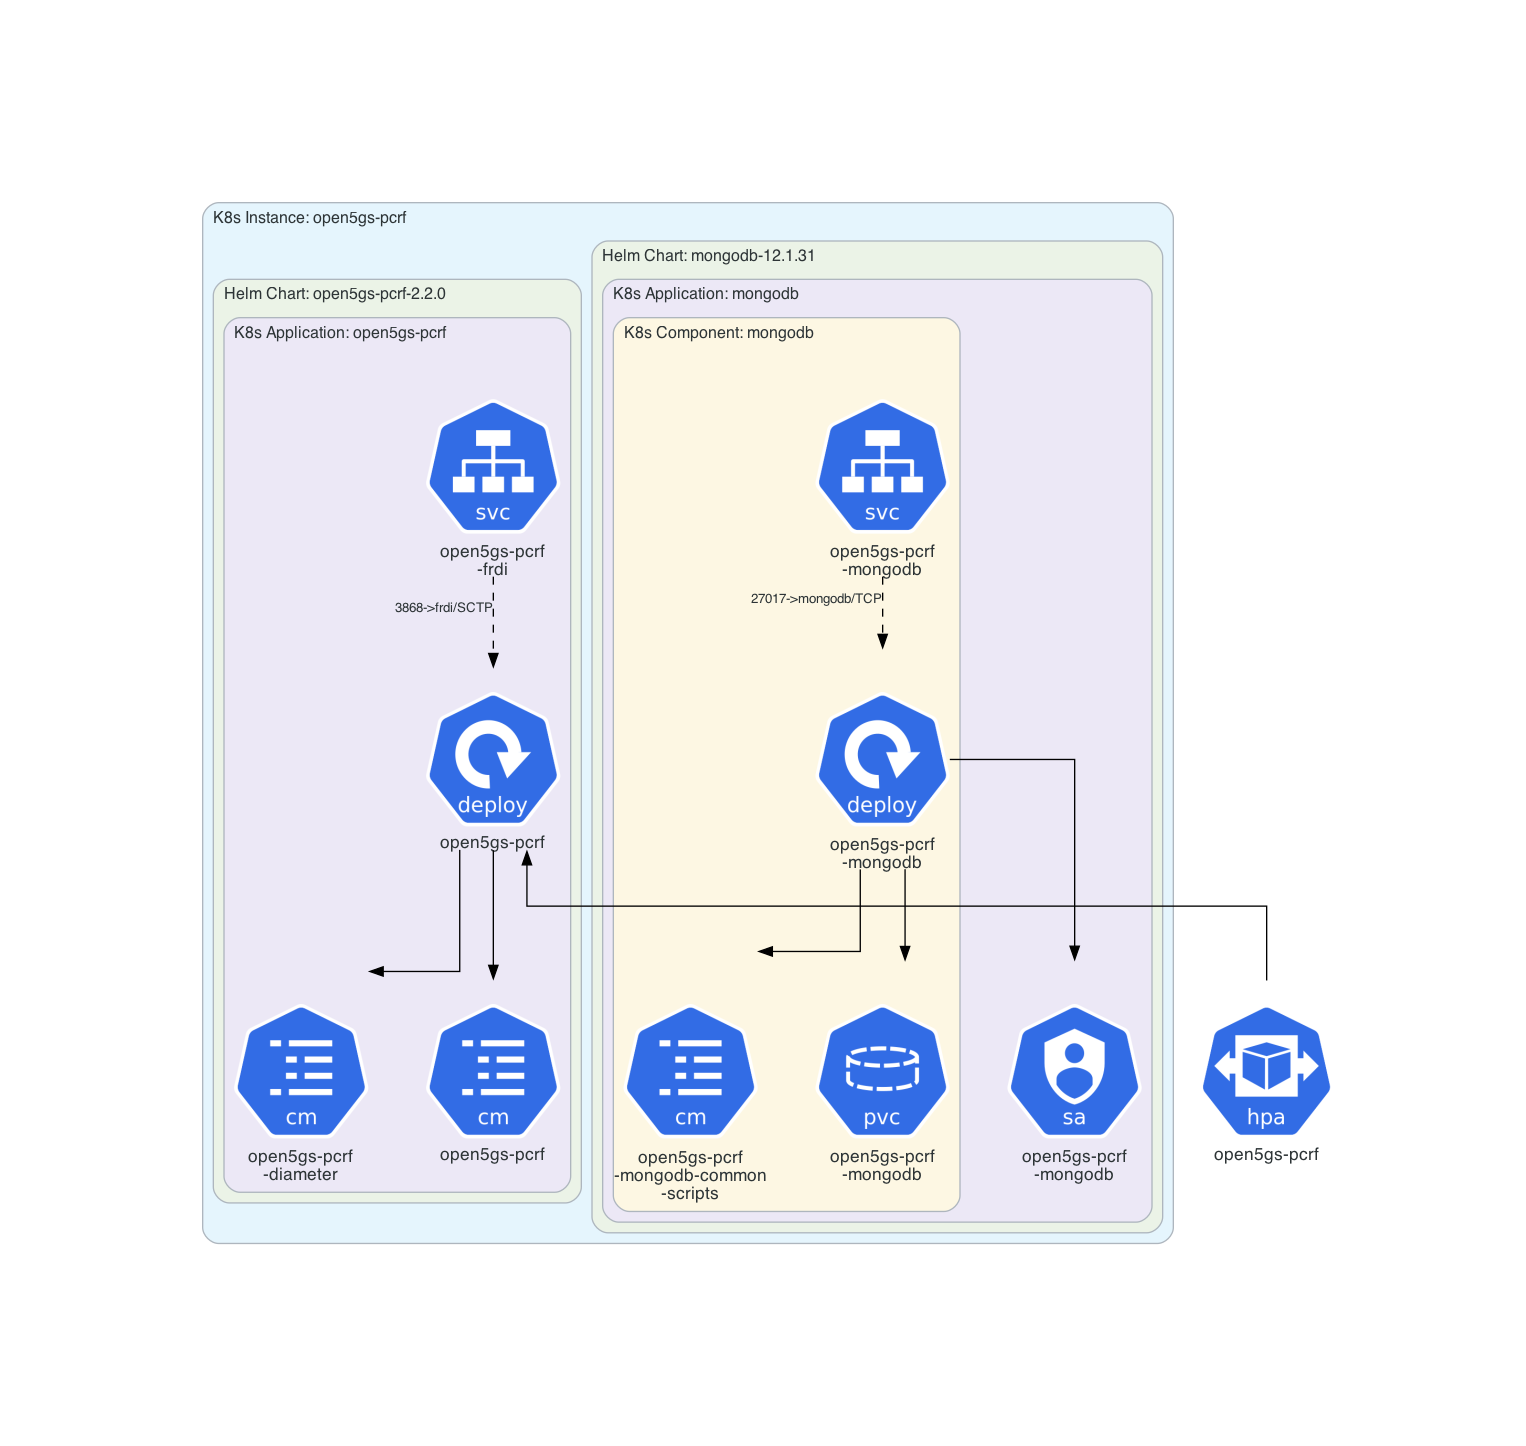 K8s Instance: open5gs-pcrf
Helm Chart: mongodb-12.1.31
Helm Chart: open5gs-pcrf-2.2.0
K8s Application: mongodb
K8s Application: open5gs-pcrf
K8s Component: mongodb
svc
open5gs-pcrf
-frdi
svc
open5gs-pcrf
-mongodb
3868->frdi/SCTP
27017->mongodb/TCP
deploy
open5gs-pcrf
deploy
open5gs-pcrf
-mongodb
cm
open5gs-pcrf
-diameter
cm
open5gs-pcrf
cm
open5gs-pcrf
-mongodb-common
-scripts
pvc
open5gs-pcrf
-mongodb
sa
open5gs-pcrf
-mongodb
hpa
open5gs-pcrf